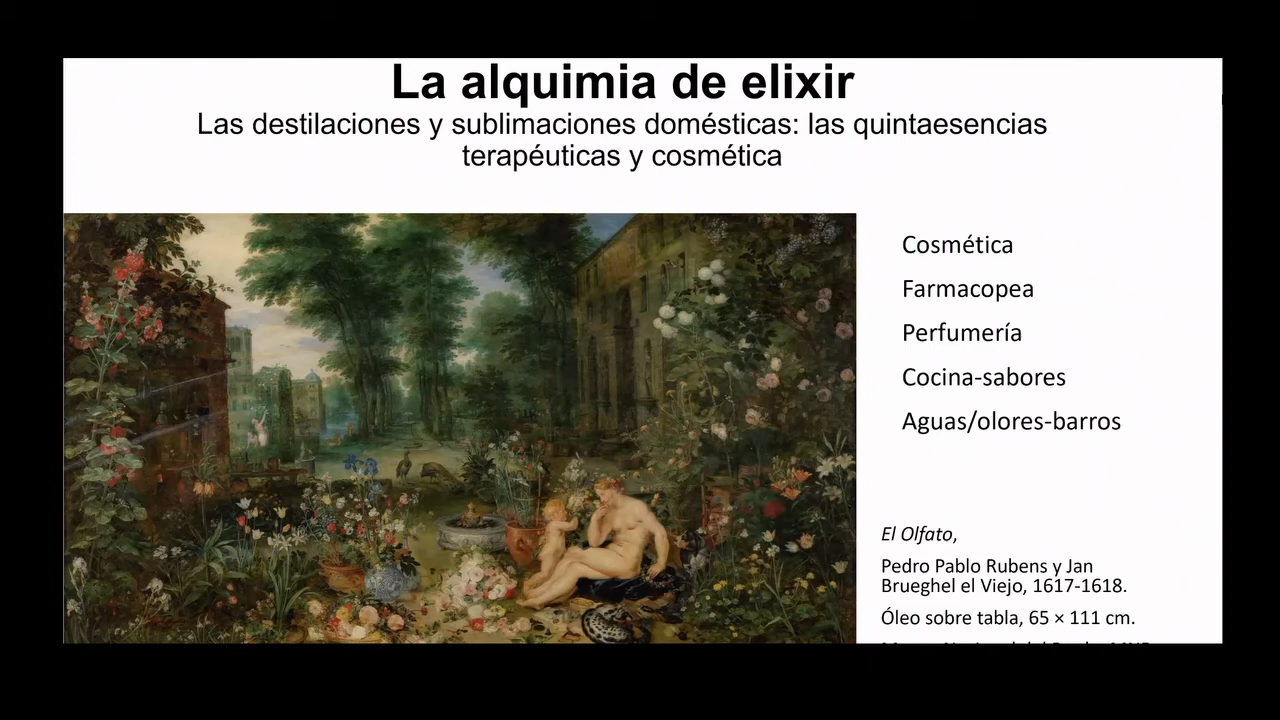 La alquimia de elixir
Las destilaciones y sublimaciones domésticas: las quintaesencias
terapéuticas y cosmética
Cosmética
Farmacopea
Perfumería
Cocina-sabores
Aguas/olores-barros
El Olfato,
Pedro Pablo Rubens y Jan
Brueghel el Viejo, 1617-1618.
Óleo sobre tabla, 65 × 111 cm.